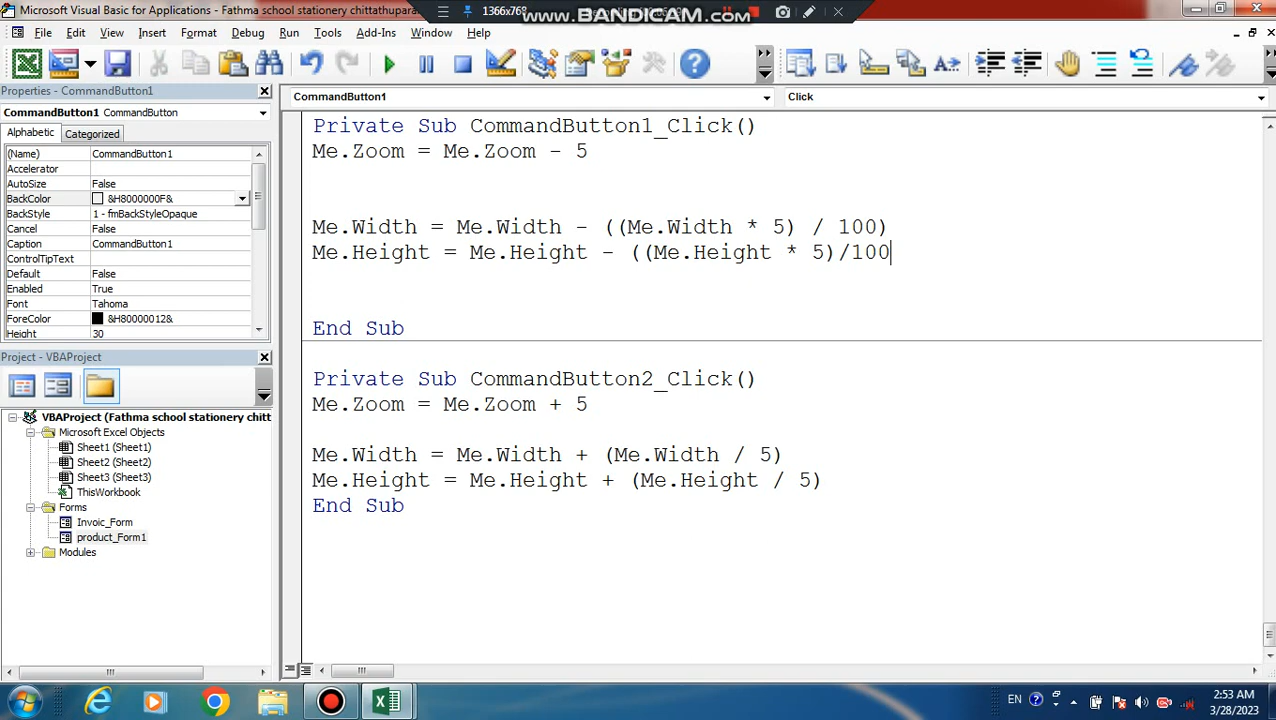 Microsoft Visual Basic for Applications - Fathma school stationery chittathupara
1366x768
www.BANDICAM.com
File Edit View Insert Format Debug Run Tools Add-Ins Window Help
Properties - CommandButton1
CommandButton1 CommandButton
Alphabetic Categorized
(Name) CommandButton1
Accelerator
AutoSize False
BackColor &H8000000F&
BackStyle 1 - fmBackStyleOpaque
Cancel False
Caption CommandButton1
ControlTipText
Default False
Enabled True
Font Tahoma
ForeColor &H80000012&
Height 30
Project - VBAProject
VBAProject (Fathma school stationery chitt
Microsoft Excel Objects
Sheet1 (Sheet1)
Sheet2 (Sheet2)
Sheet3 (Sheet3)
ThisWorkbook
Forms
Invoic_Form
product_Form1
Modules
CommandButton1 Click
Private Sub CommandButton1_Click()
Me.Zoom = Me.Zoom - 5
Me.Width = Me.Width - ((Me.Width * 5) / 100)
Me.Height = Me.Height - ((Me.Height * 5)/100
End Sub
Private Sub CommandButton2_Click()
Me.Zoom = Me.Zoom + 5
Me.Width = Me.Width + (Me.Width / 5)
Me.Height = Me.Height + (Me.Height / 5)
End Sub
EN
2:53 AM
3/28/2023